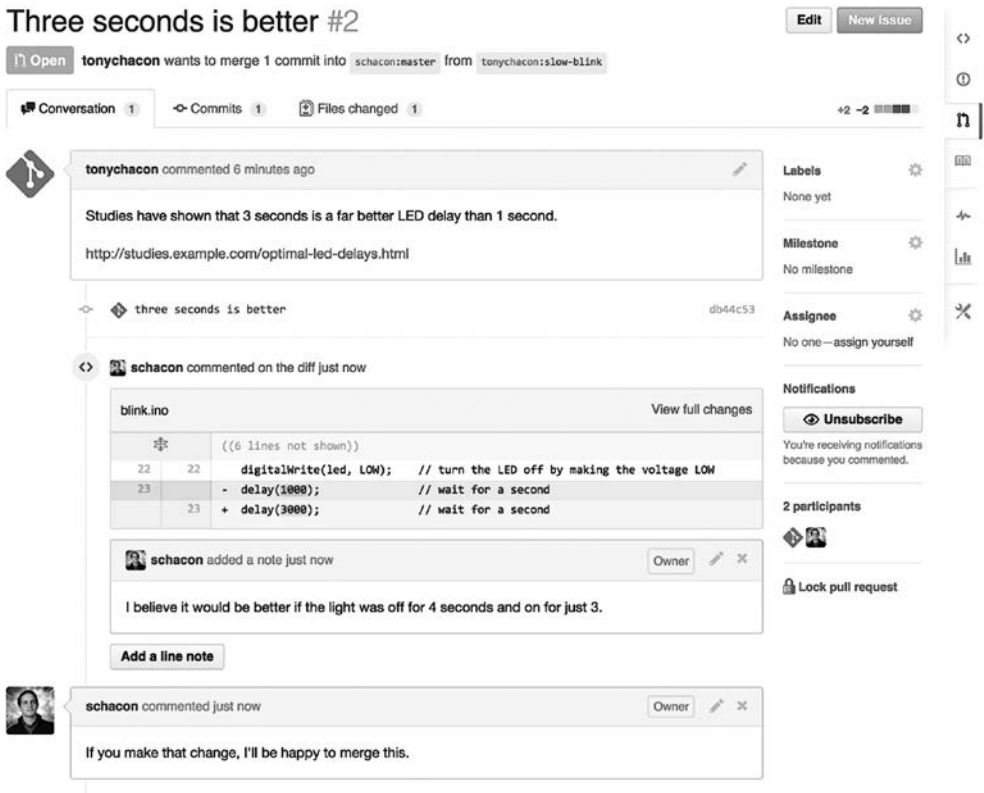 Three seconds is better #2
Edit
New issue
Open
tonychacon wants to merge 1 commit into schacon:master from tonychacon:slow-blink
Conversation 1
Commits 1
Files changed 1
+2 −2
tonychacon commented 6 minutes ago
Studies have shown that 3 seconds is a far better LED delay than 1 second.
http://studies.example.com/optimal-led-delays.html
three seconds is better db44c53
schacon commented on the diff just now
blink.ino View full changes
((6 lines not shown))
22 22 digitalWrite(led, LOW); // turn the LED off by making the voltage LOW
23 - delay(1000); // wait for a second
23 + delay(3000); // wait for a second
schacon added a note just now Owner
I believe it would be better if the light was off for 4 seconds and on for just 3.
Add a line note
schacon commented just now Owner
If you make that change, I'll be happy to merge this.
Labels
None yet
Milestone
No milestone
Assignee
No one—assign yourself
Notifications
Unsubscribe
You're receiving notifications
because you commented.
2 participants
Lock pull request